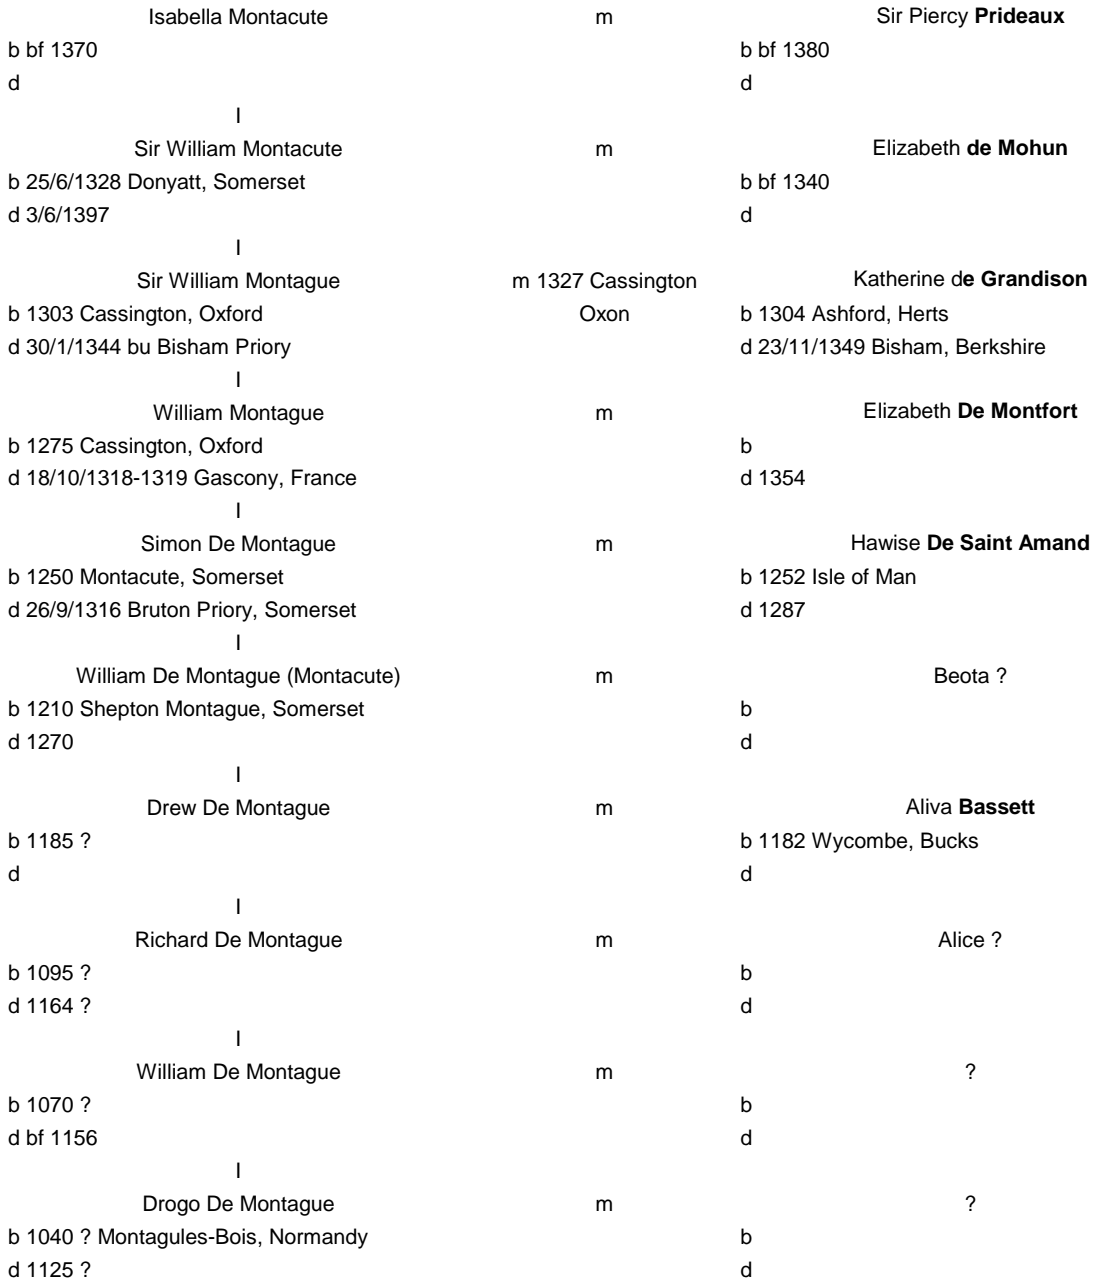 Isabella Montacute m Sir Piercy Prideaux
b bf 1370 b bf 1380
d d
I
Sir William Montacute m Elizabeth de Mohun
b 25/6/1328 Donyatt, Somerset b bf 1340
d 3/6/1397 d
I
Sir William Montague m 1327 Cassington Katherine de Grandison
b 1303 Cassington, Oxford Oxon b 1304 Ashford, Herts
d 30/1/1344 bu Bisham Priory d 23/11/1349 Bisham, Berkshire
I
William Montague m Elizabeth De Montfort
b 1275 Cassington, Oxford b
d 18/10/1318-1319 Gascony, France d 1354
I
Simon De Montague m Hawise De Saint Amand
b 1250 Montacute, Somerset b 1252 Isle of Man
d 26/9/1316 Bruton Priory, Somerset d 1287
I
William De Montague (Montacute) m Beota ?
b 1210 Shepton Montague, Somerset b
d 1270 d
I
Drew De Montague m Aliva Bassett
b 1185 ? b 1182 Wycombe, Bucks
d d
I
Richard De Montague m Alice ?
b 1095 ? b
d 1164 ? d
I
William De Montague m ?
b 1070 ? b
d bf 1156 d
I
Drogo De Montague m ?
b 1040 ? Montagules-Bois, Normandy b
d 1125 ? d